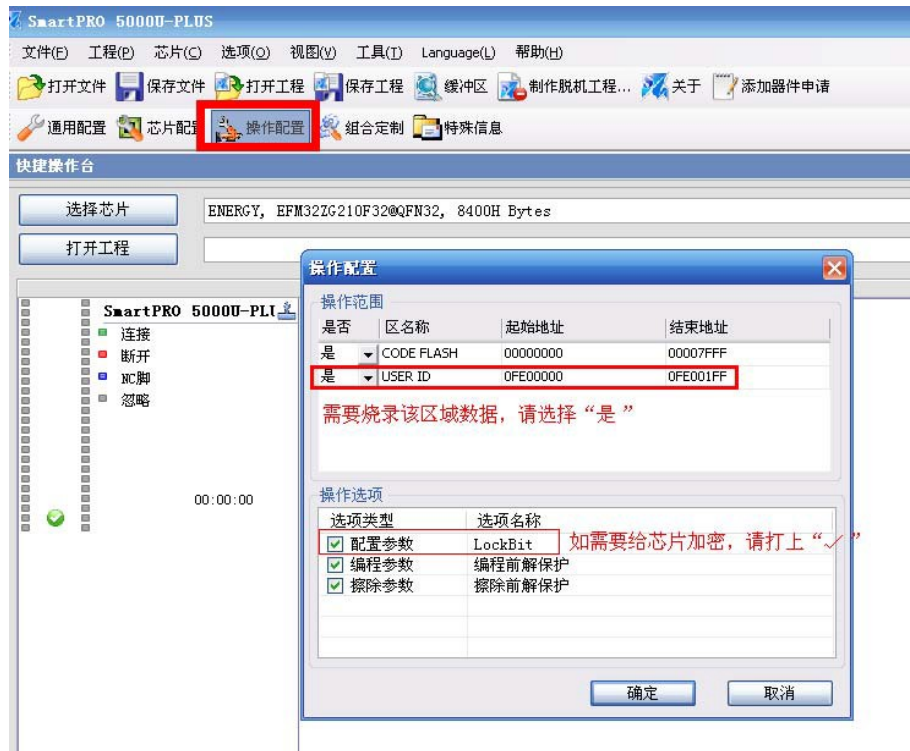 SmartPRO 5000U-PLUS
文件(F) 工程(P) 芯片(C) 选项(O) 视图(V) 工具(T) Language(L) 帮助(H)
打开文件 保存文件 打开工程 保存工程 缓冲区 制作脱机工程... 关于 添加器件申请
通用配置 芯片配置 操作配置 组合定制 特殊信息
快捷操作台
选择芯片 ENERGY, EFM32ZG210F32@QFN32, 8400H Bytes
打开工程
操作配置
操作范围
是否 区名称 起始地址 结束地址
是 CODE FLASH 00000000 00007FFF
是 USER ID 0FE00000 0FE001FF
需要烧录该区域数据，请选择“是 ”
SmartPRO 5000U-PLU
连接
断开
NC脚
忽略
00:00:00
操作选项
选项类型 选项名称
配置参数 LockBit 如需要给芯片加密，请打上“✓ ”
编程参数 编程前解保护
擦除参数 擦除前解保护
确定 取消